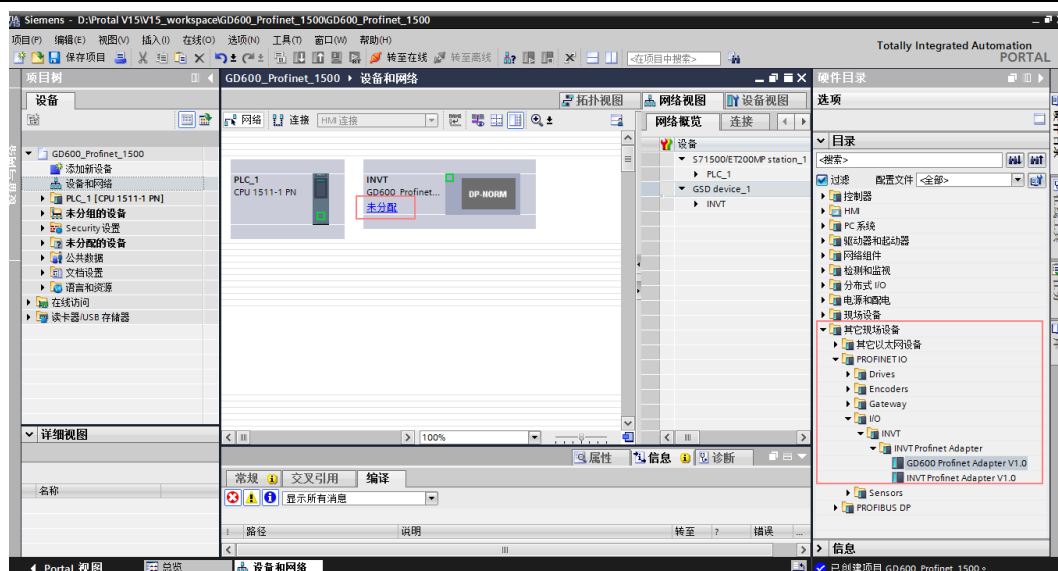 Siemens - D:\Protal V15\V15_workspace\GD600_Profinet_1500\GD600_Profinet_1500
项目(P) 编辑(E) 视图(V) 插入(I) 在线(O) 选项(N) 工具(T) 窗口(W) 帮助(H)
Totally Integrated Automation
PORTAL
保存项目 转至在线 转至离线 <在项目中搜索>
项目树
设备
GD600_Profinet_1500
添加新设备
设备和网络
PLC_1 [CPU 1511-1 PN]
未分组的设备
Security 设置
未分配的设备
公共数据
文档设置
语言和资源
在线访问
读卡器/USB 存储器
详细视图
名称
GD600_Profinet_1500 ▸ 设备和网络
拓扑视图 网络视图 设备视图
网络 连接 HMI 连接
网络概览 连接
PLC_1
CPU 1511-1 PN
INVT
GD600 Profinet...
未分配
DP-NORM
设备
S71500/ET200MP station_1
PLC_1
GSD device_1
INVT
100%
属性 信息 诊断
常规 交叉引用 编译
显示所有消息
! 路径 说明 转至 ? 错误 ...
硬件目录
选项
目录
<搜索>
过滤 配置文件 <全部>
控制器
HMI
PC 系统
驱动器和起动器
网络组件
检测和监视
分布式 I/O
电源和配电
现场设备
其它现场设备
其它以太网设备
PROFINET IO
Drives
Encoders
Gateway
I/O
INVT
INVT Profinet Adapter
GD600 Profinet Adapter V1.0
INVT Profinet Adapter V1.0
Sensors
PROFIBUS DP
信息
Portal 视图 总览 设备和网络 已创建项目 GD600_Profinet_1500。